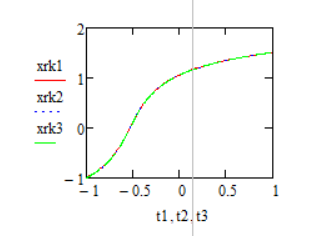 2
xrk1
1
xrk2
xrk3
0
− 1
− 1 − 0.5 0 0.5 1
t1, t2, t3